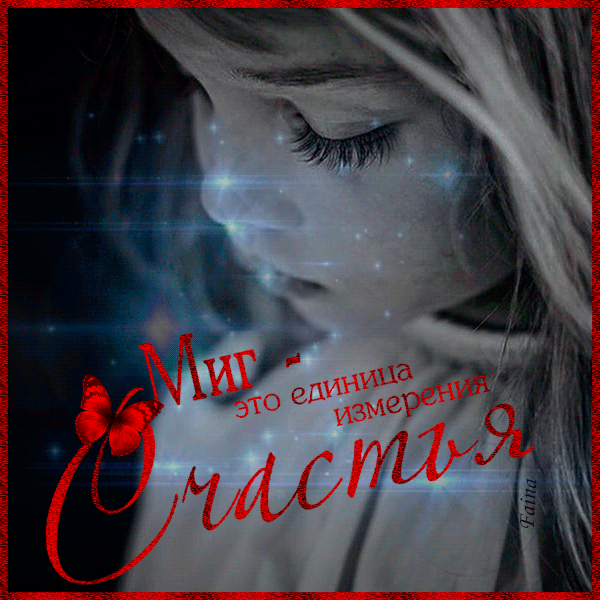 Миг -
это единица
измерения
Счастья
Faina